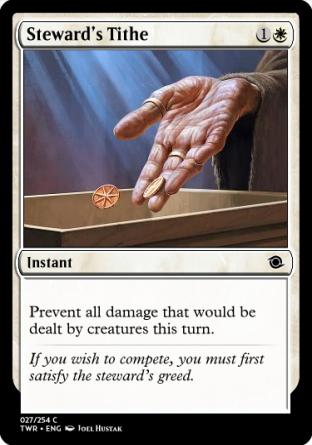 Steward's Tithe 1
Instant
Prevent all damage that would be
dealt by creatures this turn.
If you wish to compete, you must first
satisfy the steward's greed.
027/254 C
TWR • ENG Joel Hustak